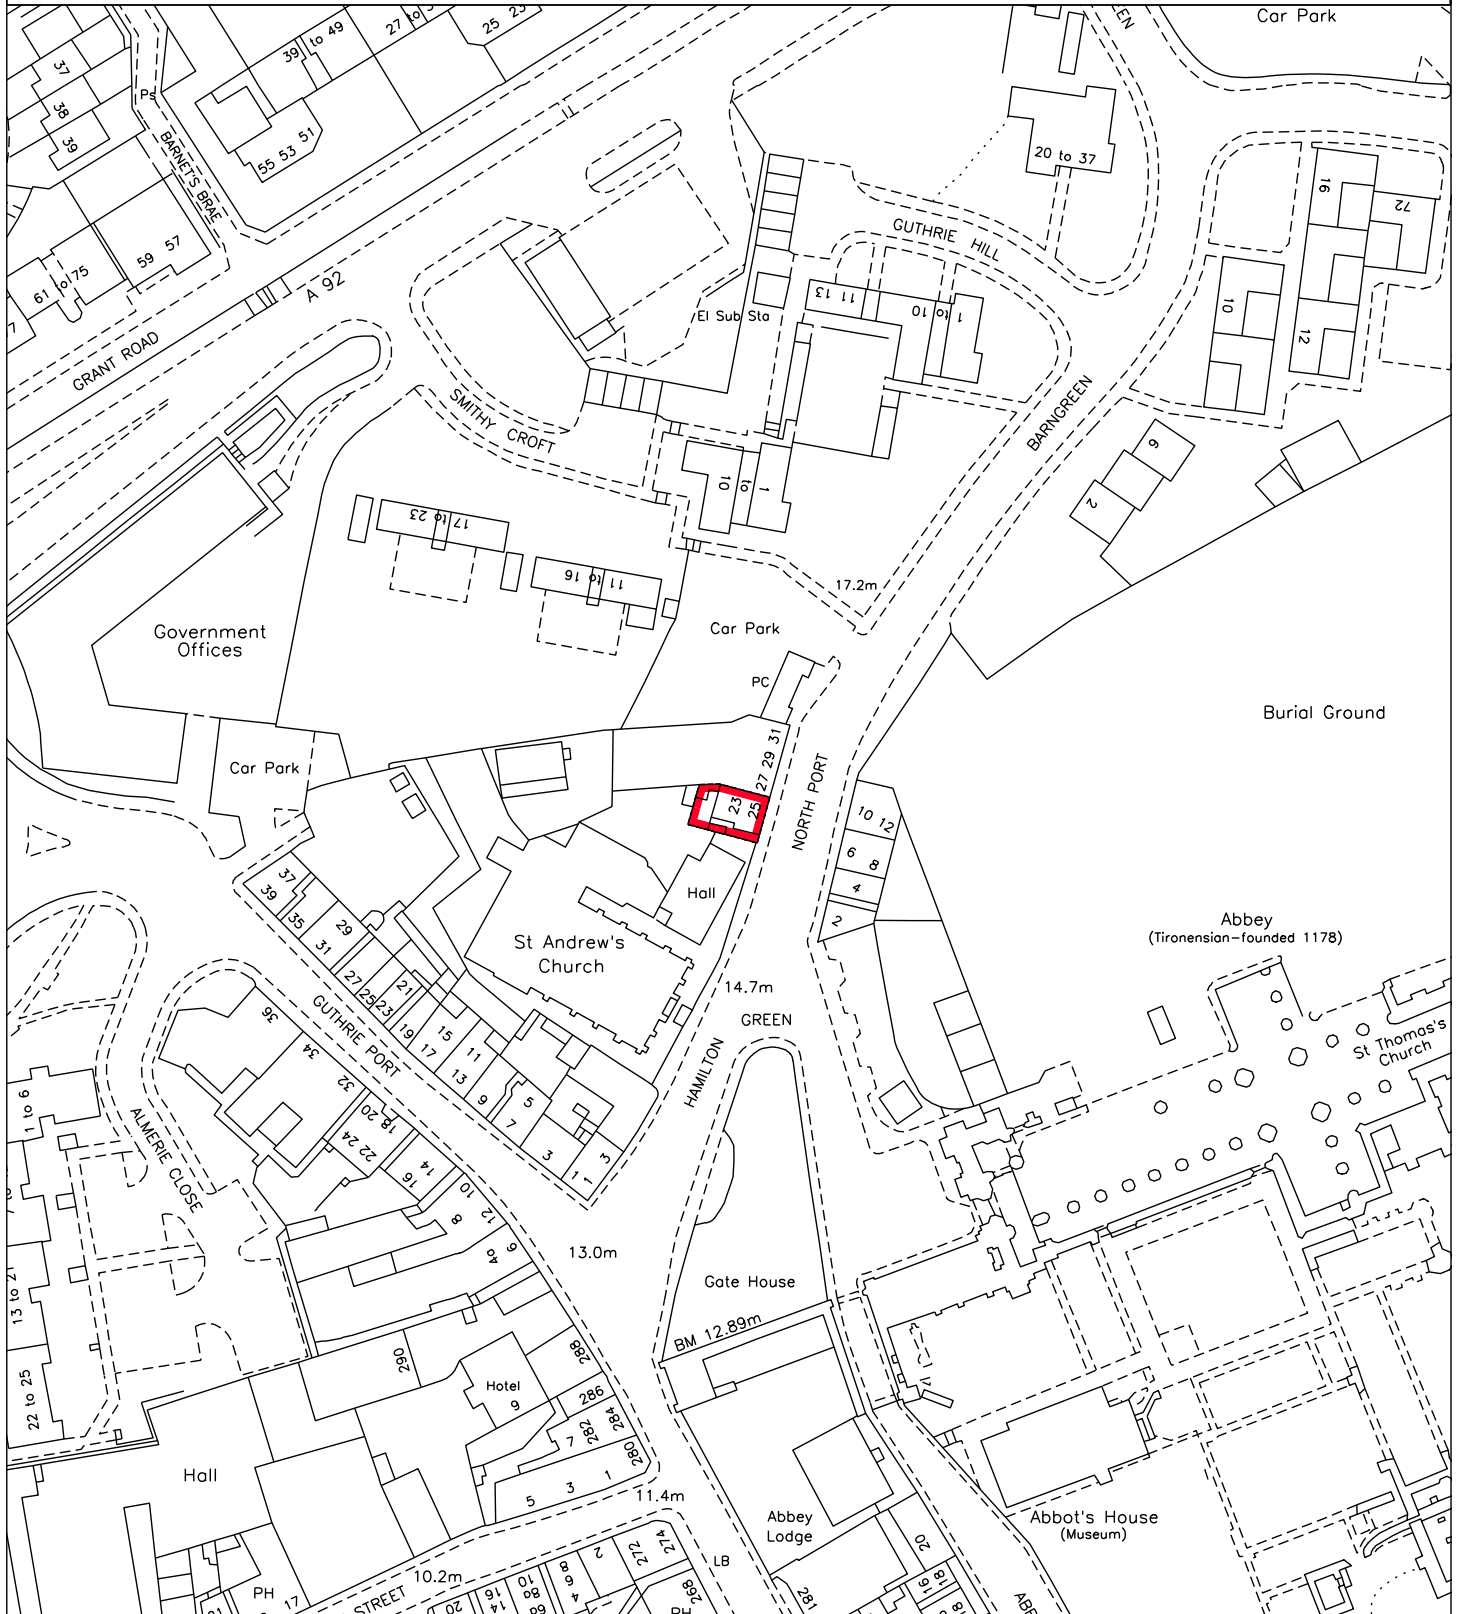 Car Park
37
38
39
Ps
39 to 49
27 to
25 23
55 53 51
BARNET'S BRAE
59 57
61 to 75
A 92
GRANT ROAD
20 to 37
GUTHRIE HILL
16
72
10
12
13 11
10 to 1
El Sub Sta
SMITHY CROFT
BARNGREEN
6
2
10 to 1
23 to 17
16 to 11
17.2m
Government
Offices
Car Park
PC
Burial Ground
Car Park
31
29
27
25
23
NORTH PORT
10 12
6 8
4
2
Hall
St Andrew's
Church
37
39
35
29
31
27
25
23
21
19
15
17
11
13
9
5
7
3
1
3
GUTHRIE PORT
14.7m
HAMILTON
GREEN
Abbey
(Tironensian-founded 1178)
St Thomas's
Church
36
34
32
20 18
22 24
14
16
10
12
8
6
4a
ALMERIE CLOSE
1 to 6
13 to 21
22 to 25
13.0m
Gate House
BM 12.89m
290
Hotel
9
288
286
284
282
280
7
1
3
5
Hall
11.4m
Abbey
Lodge
Abbot's House
(Museum)
10.2m
STREET
PH
17
LB
274
272
268
PH
2
281
20
18
16